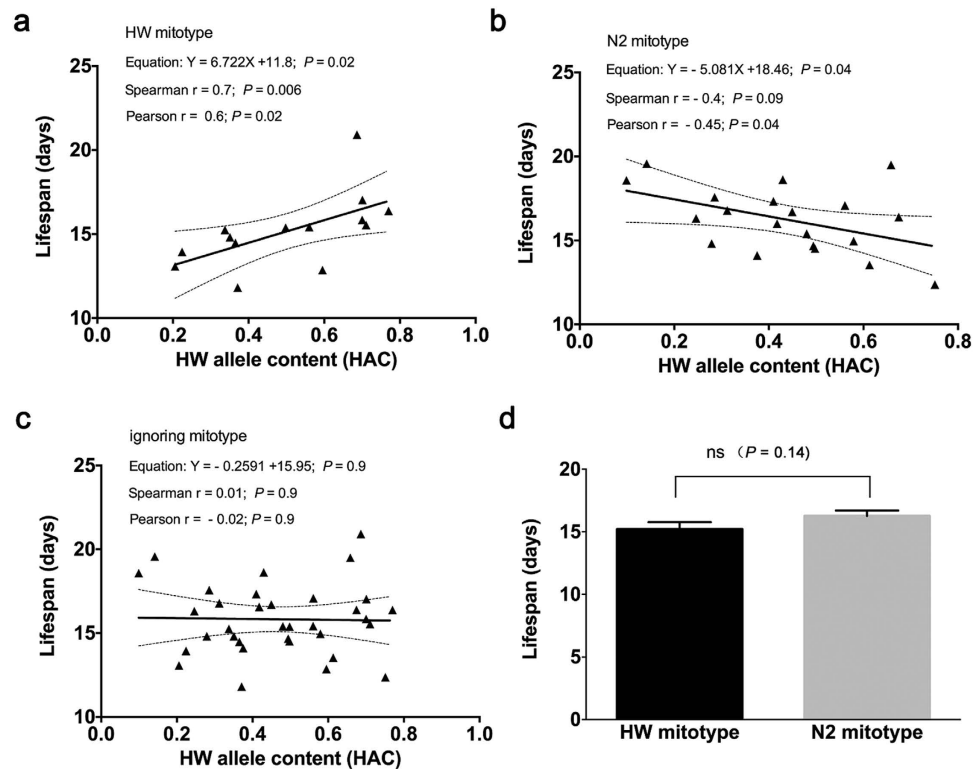 a
HW mitotype
Equation: Y = 6.722X +11.8; P = 0.02
Spearman r = 0.7; P = 0.006
Pearson r = 0.6; P = 0.02
Lifespan (days)
25
20
15
10
0.0 0.2 0.4 0.6 0.8 1.0
HW allele content (HAC)
b
N2 mitotype
Equation: Y = - 5.081X +18.46; P = 0.04
Spearman r = - 0.4; P = 0.09
Pearson r = - 0.45; P = 0.04
Lifespan (days)
25
20
15
10
0.0 0.2 0.4 0.6 0.8
HW allele content (HAC)
c
ignoring mitotype
Equation: Y = - 0.2591 +15.95; P = 0.9
Spearman r = 0.01; P = 0.9
Pearson r = - 0.02; P = 0.9
Lifespan (days)
25
20
15
10
0.0 0.2 0.4 0.6 0.8 1.0
HW allele content (HAC)
d
ns （P = 0.14)
Lifespan (days)
20
15
10
5
0
HW mitotype N2 mitotype